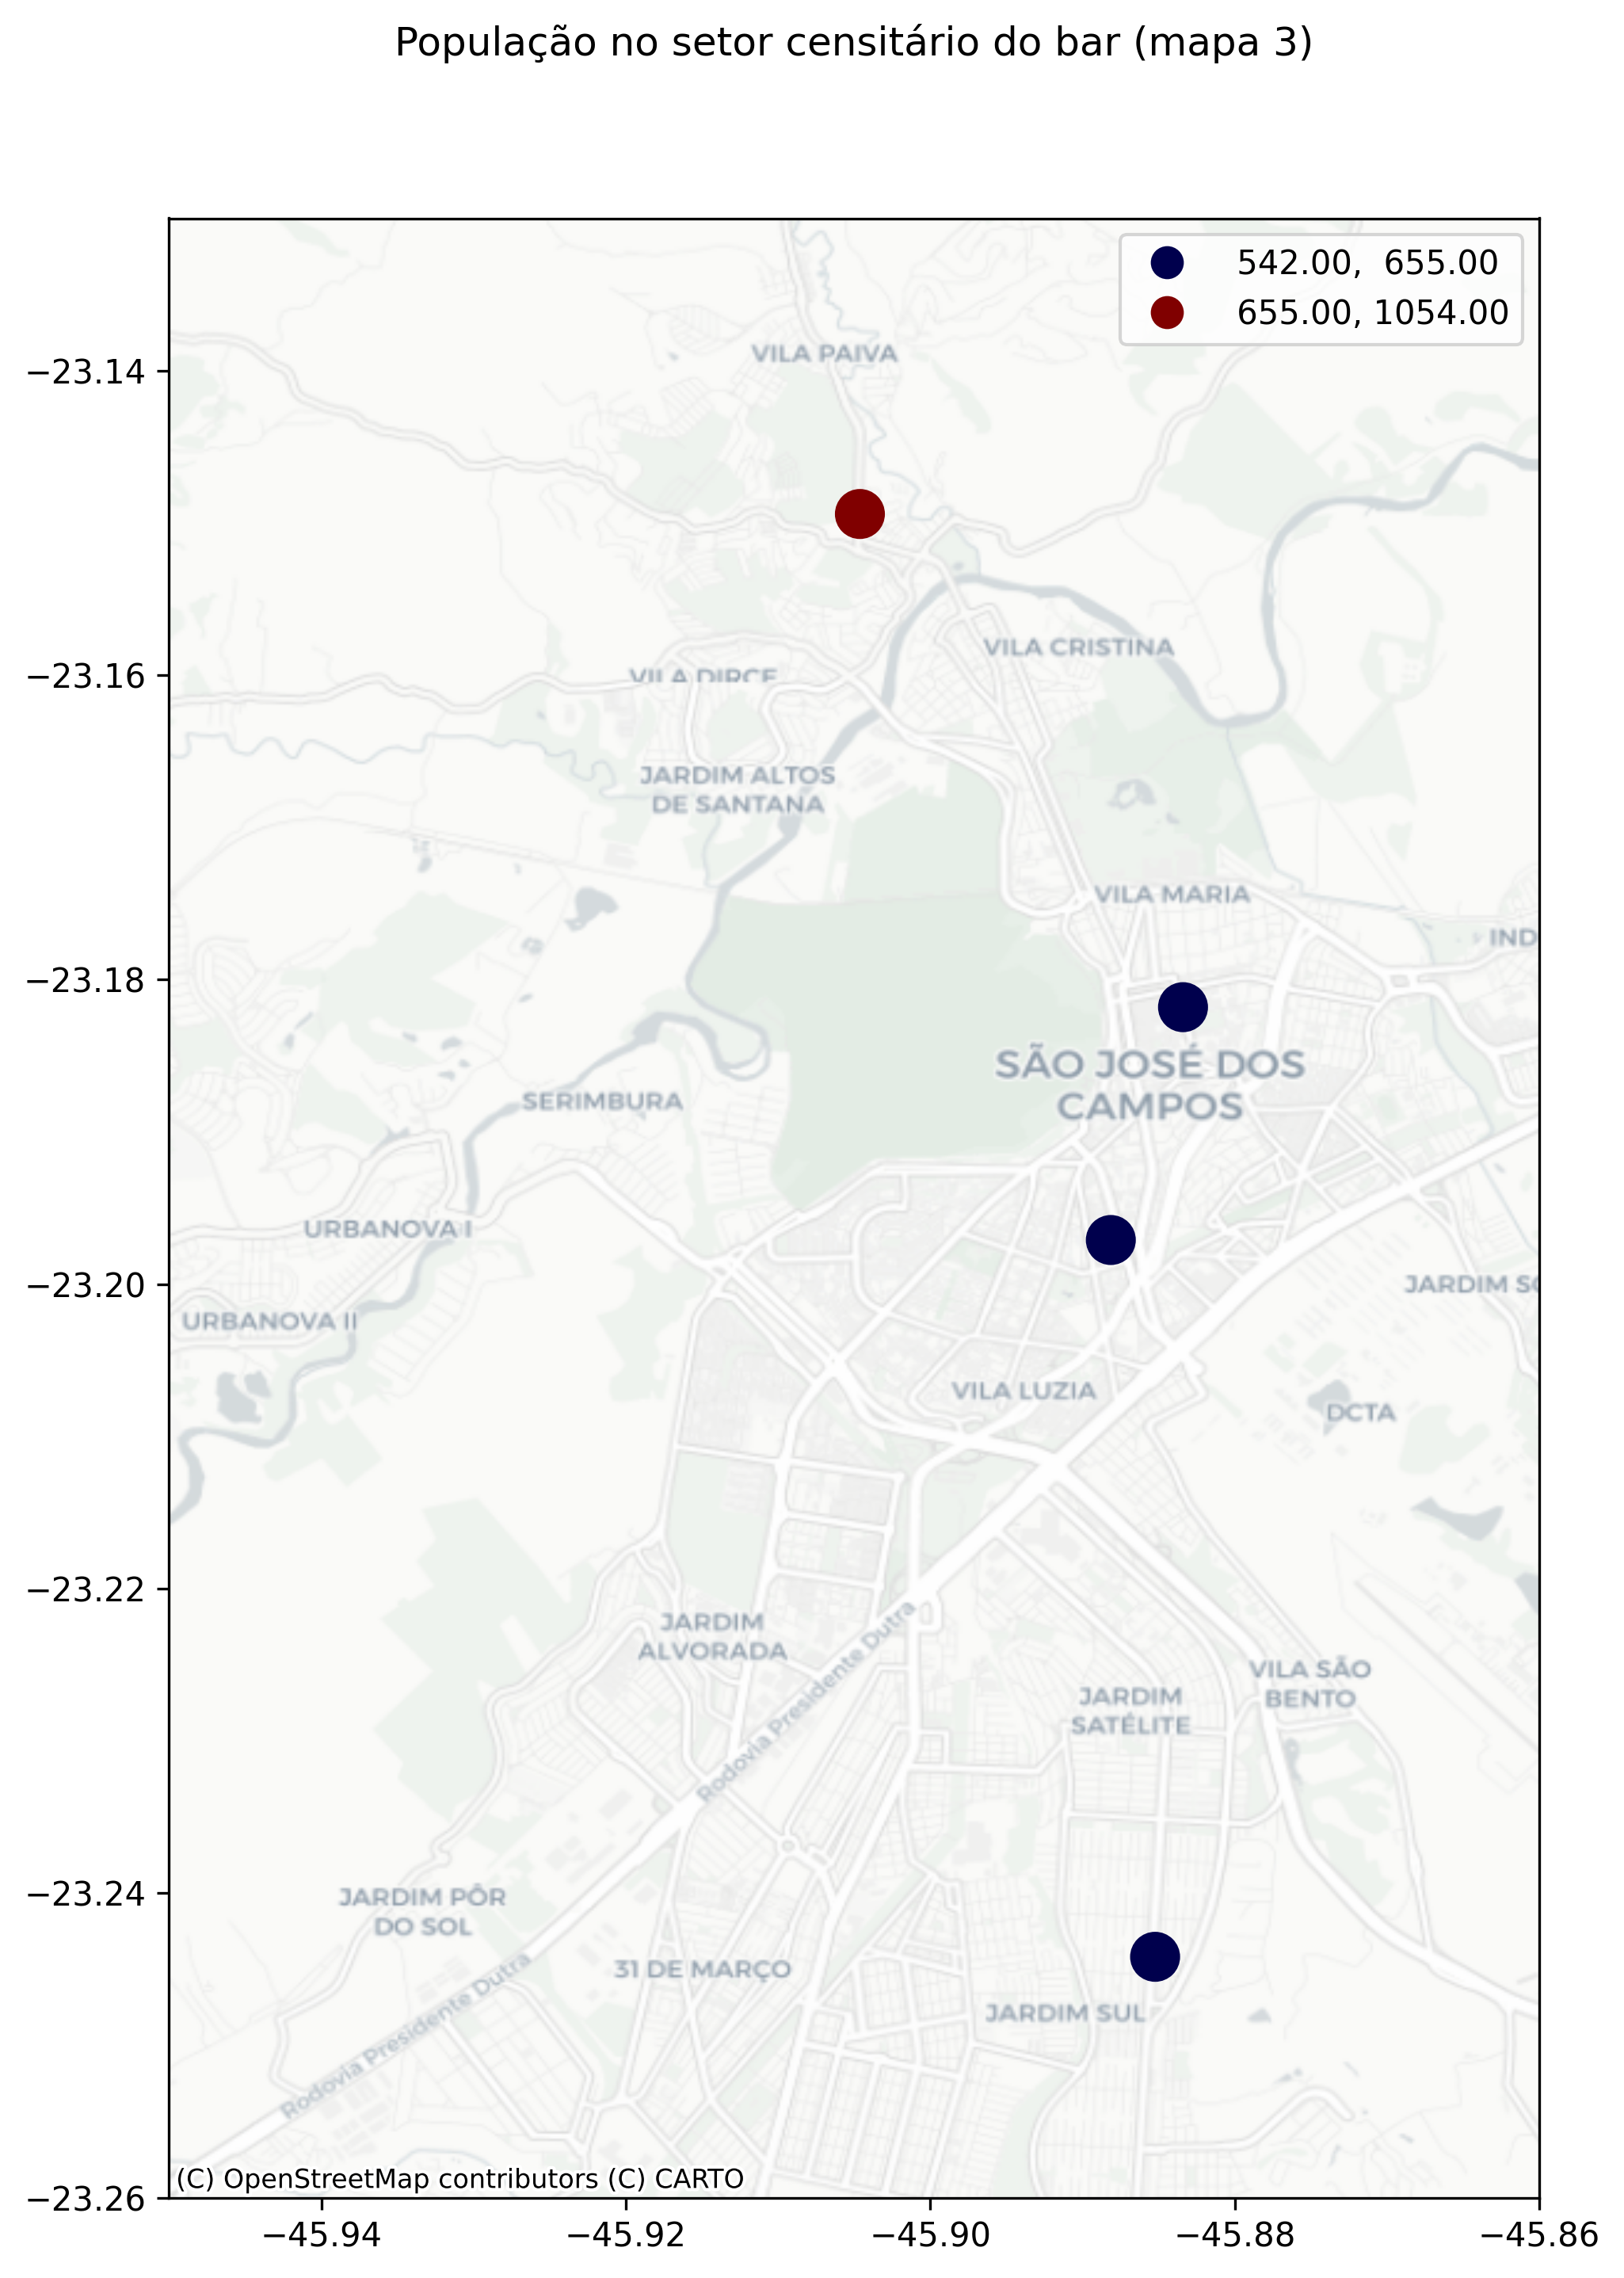 População no setor censitário do bar (mapa 3)
542.00,  655.00
655.00, 1054.00
VILA PAIVA
−23.14
VILA CRISTINA
−23.16
VILA DIRCE
JARDIM ALTOS
DE SANTANA
VILA MARIA
IND
−23.18
SÃO JOSÉ DOS
CAMPOS
SERIMBURA
URBANOVA I
−23.20
JARDIM SO
URBANOVA II
VILA LUZIA
DCTA
−23.22
JARDIM
ALVORADA
Rodovia Presidente Dutra
VILA SÃO
BENTO
JARDIM
SATÉLITE
−23.24
JARDIM PÔR
DO SOL
31 DE MARÇO
JARDIM SUL
Rodovia Presidente Dutra
(C) OpenStreetMap contributors (C) CARTO
−23.26
−45.94
−45.92
−45.90
−45.88
−45.86